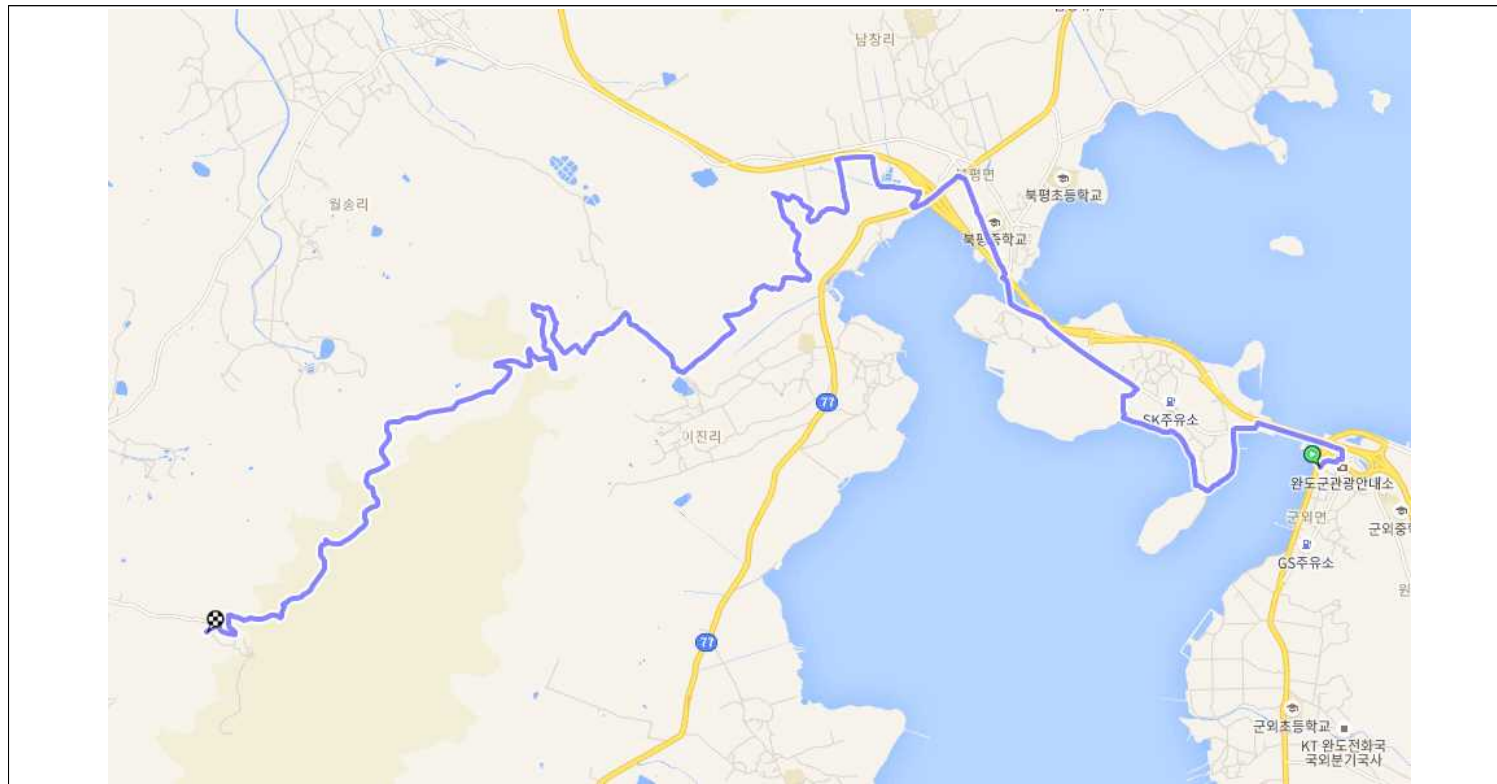 남창리
북평면
북평초등학교
월송리
북평중학교
77
SK주유소
이진리
완도군관광안내소
군외면
군외중학
GS주유소
원
77
군외초등학교
KT 완도전화국
국외분기국사